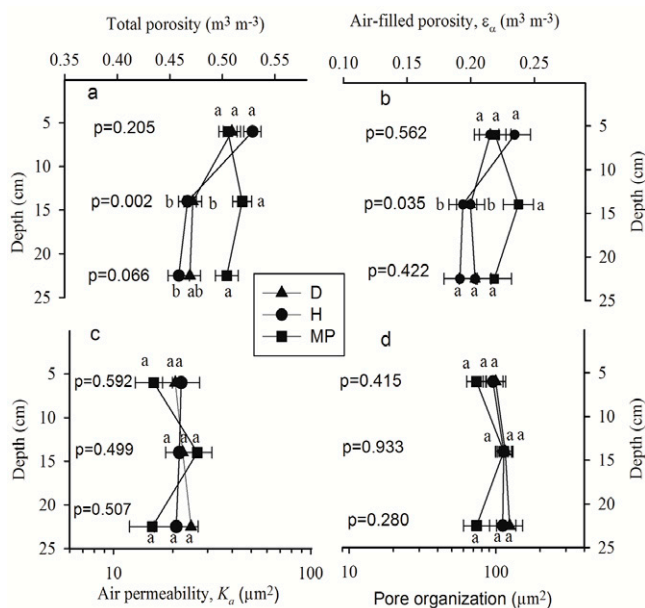 Total porosity (m³ m⁻³)
Air-filled porosity, εα (m³ m⁻³)
0.35 0.40 0.45 0.50 0.55
0.10 0.15 0.20 0.25
a
b
a a a
a a
5
p=0.205
p=0.562
5
10
10
Depth (cm)
Depth (cm)
p=0.002
b b
p=0.035
b b a
15
15
20
20
p=0.066
p=0.422
b ab a
a a a
25
25
D
H
MP
c
d
a a a
a a a
5
p=0.592
p=0.415
5
10
10
Depth (cm)
Depth (cm)
a a a
a a a
p=0.499
p=0.933
15
15
20
20
p=0.507
p=0.280
a a a
a a a
25
25
10 100
10 100
Air permeability, Ka (µm²)
Pore organization (µm²)